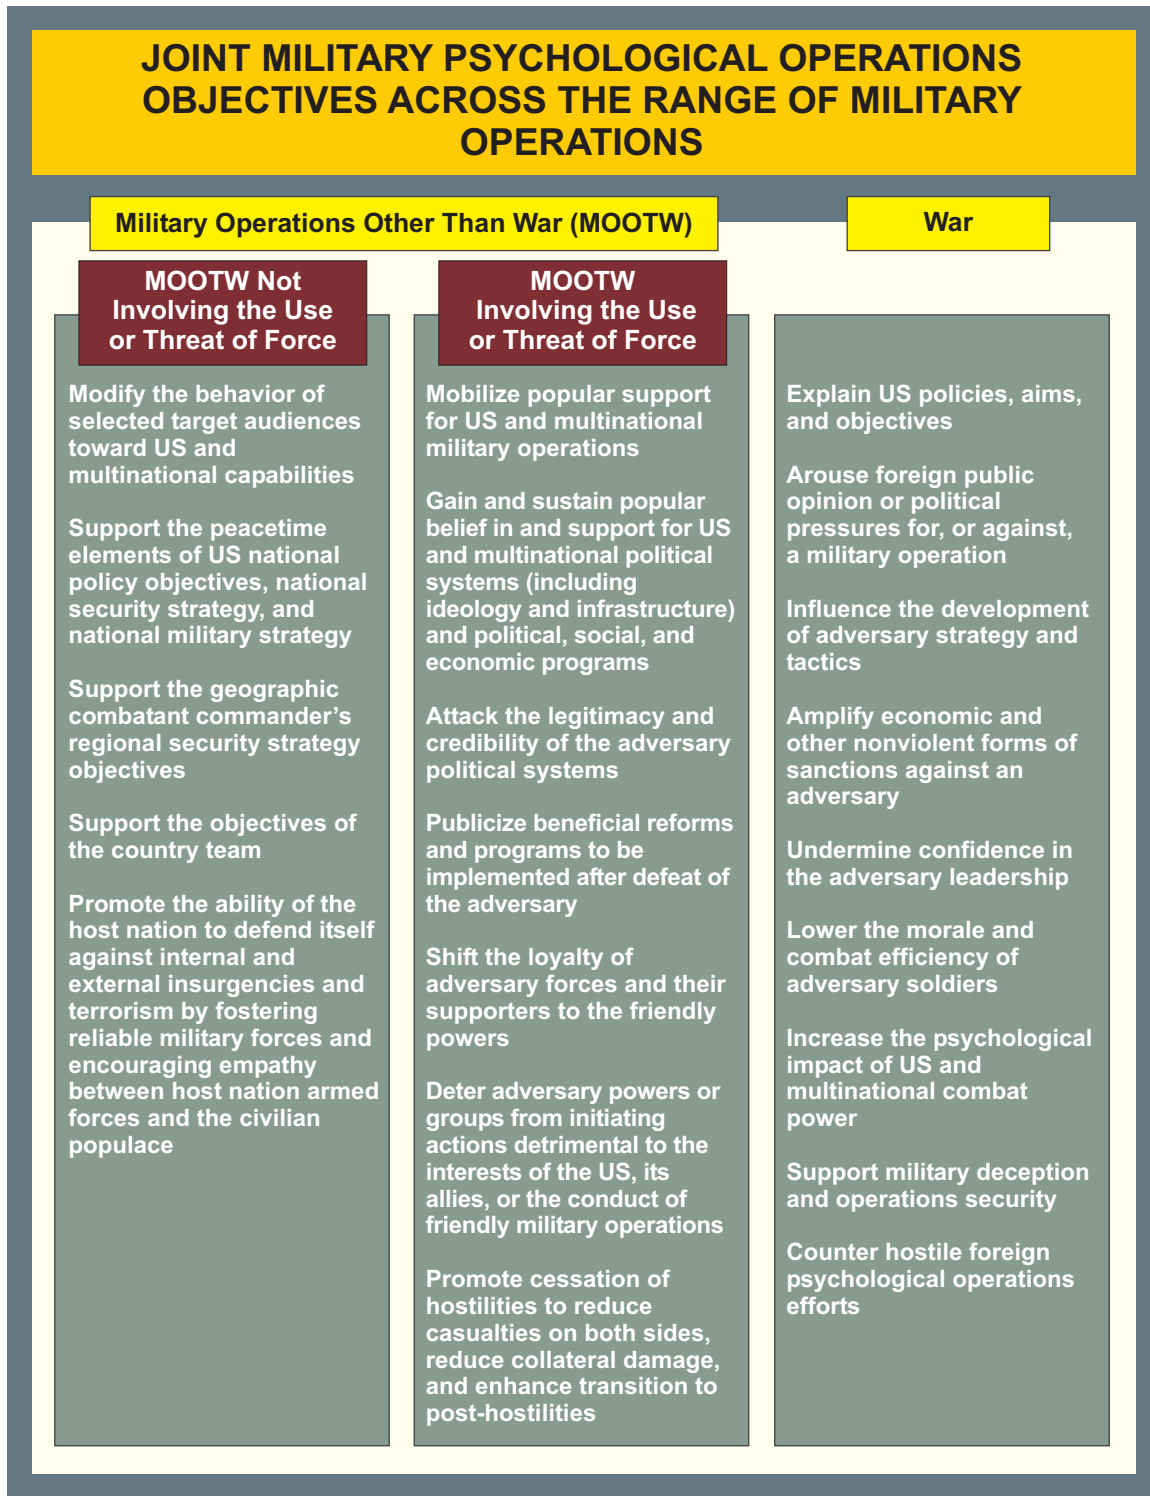 JOINT MILITARY PSYCHOLOGICAL OPERATIONS
OBJECTIVES ACROSS THE RANGE OF MILITARY
OPERATIONS
Military Operations Other Than War (MOOTW)
War
MOOTW Not
Involving the Use
or Threat of Force
Modify the behavior of
selected target audiences
toward US and
multinational capabilities
Support the peacetime
elements of US national
policy objectives, national
security strategy, and
national military strategy
Support the geographic
combatant commander’s
regional security strategy
objectives
Support the objectives of
the country team
Promote the ability of the
host nation to defend itself
against internal and
external insurgencies and
terrorism by fostering
reliable military forces and
encouraging empathy
between host nation armed
forces and the civilian
populace
MOOTW
Involving the Use
or Threat of Force
Mobilize popular support
for US and multinational
military operations
Gain and sustain popular
belief in and support for US
and multinational political
systems (including
ideology and infrastructure)
and political, social, and
economic programs
Attack the legitimacy and
credibility of the adversary
political systems
Publicize beneficial reforms
and programs to be
implemented after defeat of
the adversary
Shift the loyalty of
adversary forces and their
supporters to the friendly
powers
Deter adversary powers or
groups from initiating
actions detrimental to the
interests of the US, its
allies, or the conduct of
friendly military operations
Promote cessation of
hostilities to reduce
casualties on both sides,
reduce collateral damage,
and enhance transition to
post-hostilities
Explain US policies, aims,
and objectives
Arouse foreign public
opinion or political
pressures for, or against,
a military operation
Influence the development
of adversary strategy and
tactics
Amplify economic and
other nonviolent forms of
sanctions against an
adversary
Undermine confidence in
the adversary leadership
Lower the morale and
combat efficiency of
adversary soldiers
Increase the psychological
impact of US and
multinational combat
power
Support military deception
and operations security
Counter hostile foreign
psychological operations
efforts